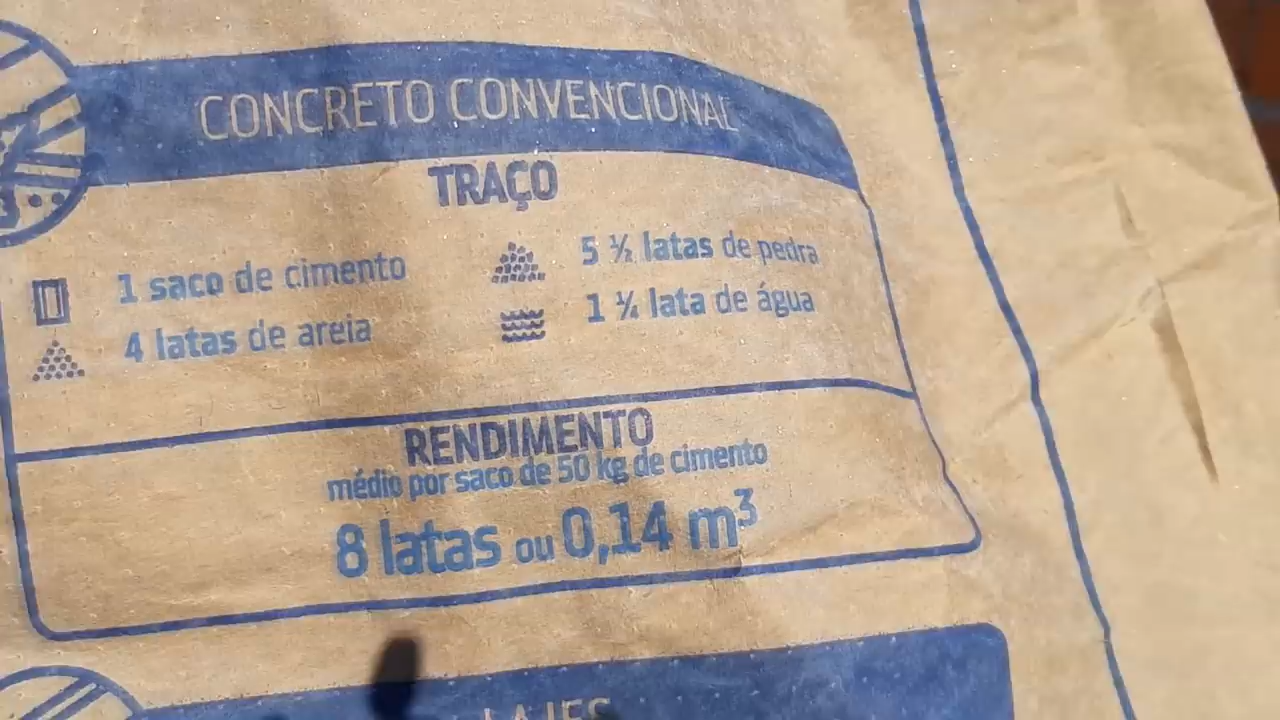 CONCRETO CONVENCIONAL
TRAÇO
1 saco de cimento
4 latas de areia
5 ½ latas de pedra
1 ¼ lata de água
RENDIMENTO
médio por saco de 50 kg de cimento
8 latas ou 0,14 m³
LAJES